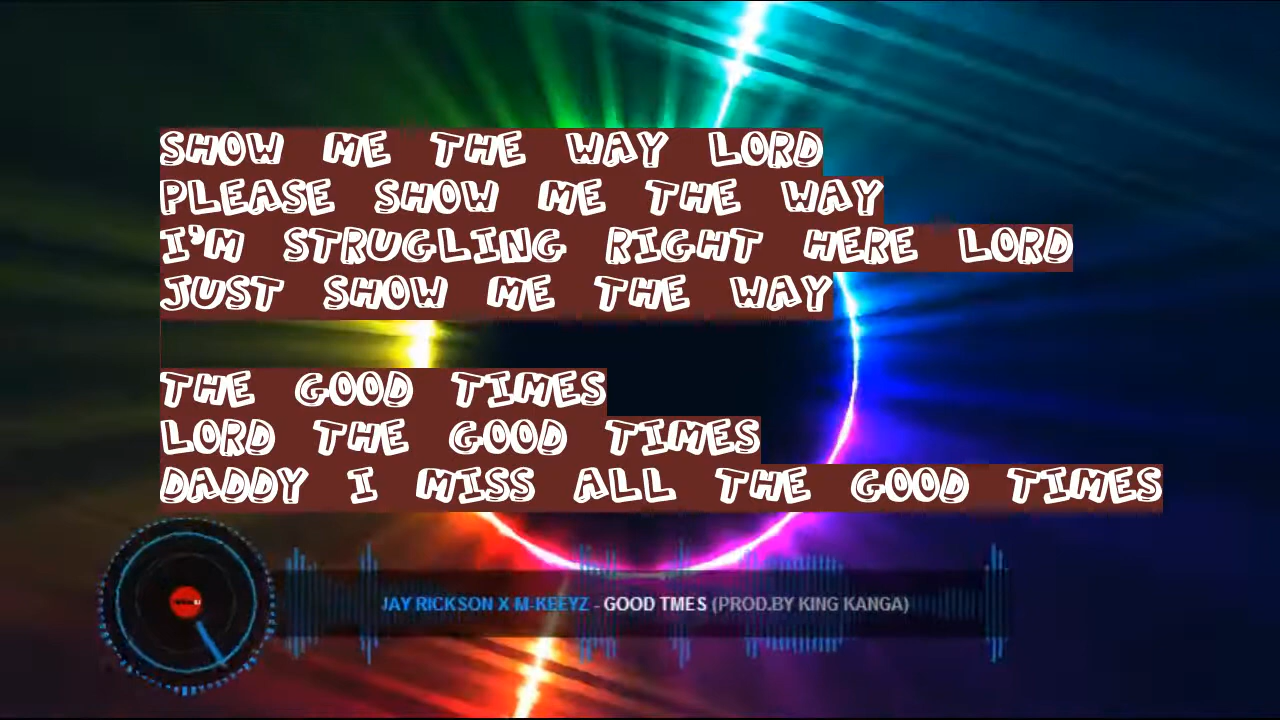 SHOW ME THE WAY LORD
PLEASE SHOW ME THE WAY
I'M STRUGLING RIGHT HERE LORD
JUST SHOW ME THE WAY
THE GOOD TIMES
LORD THE GOOD TIMES
DADDY I MISS ALL THE GOOD TIMES
JAY RICKSON X M-KEEYZ - GOOD TMES (PROD.BY KING KANGA)